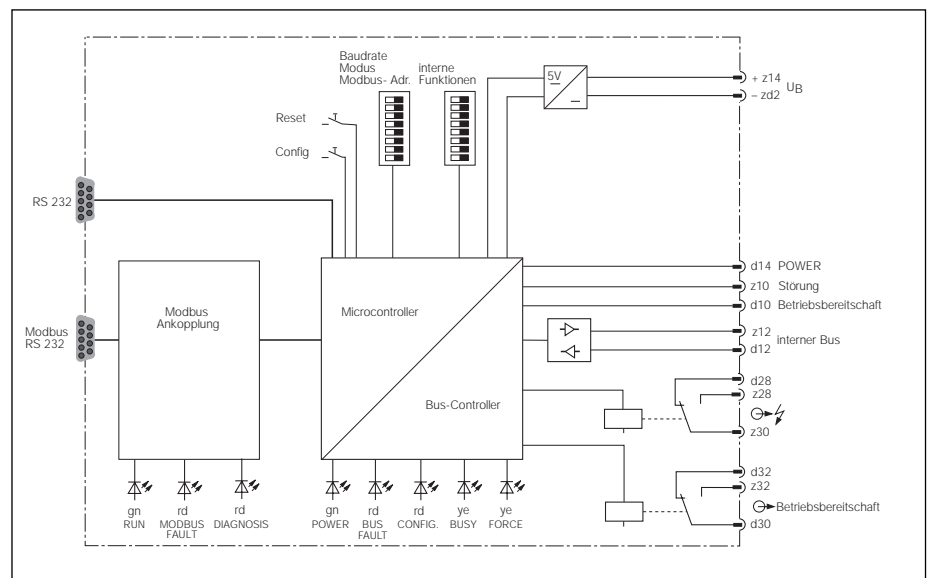 Baudrate
Modus
Modbus- Adr.
interne
Funktionen
5V
+ z14
UB
– zd2
Reset
Config
RS 232
d14 POWER
z10 Störung
d10 Betriebsbereitschaft
Modbus
Ankopplung
Microcontroller
Modbus
RS 232
z12
interner Bus
d12
Bus-Controller
d28
z28
z30
d32
z32
Betriebsbereitschaft
d30
gn
RUN
rd
MODBUS
FAULT
rd
DIAGNOSIS
gn
POWER
rd
BUS
FAULT
rd
CONFIG.
ye
BUSY
ye
FORCE